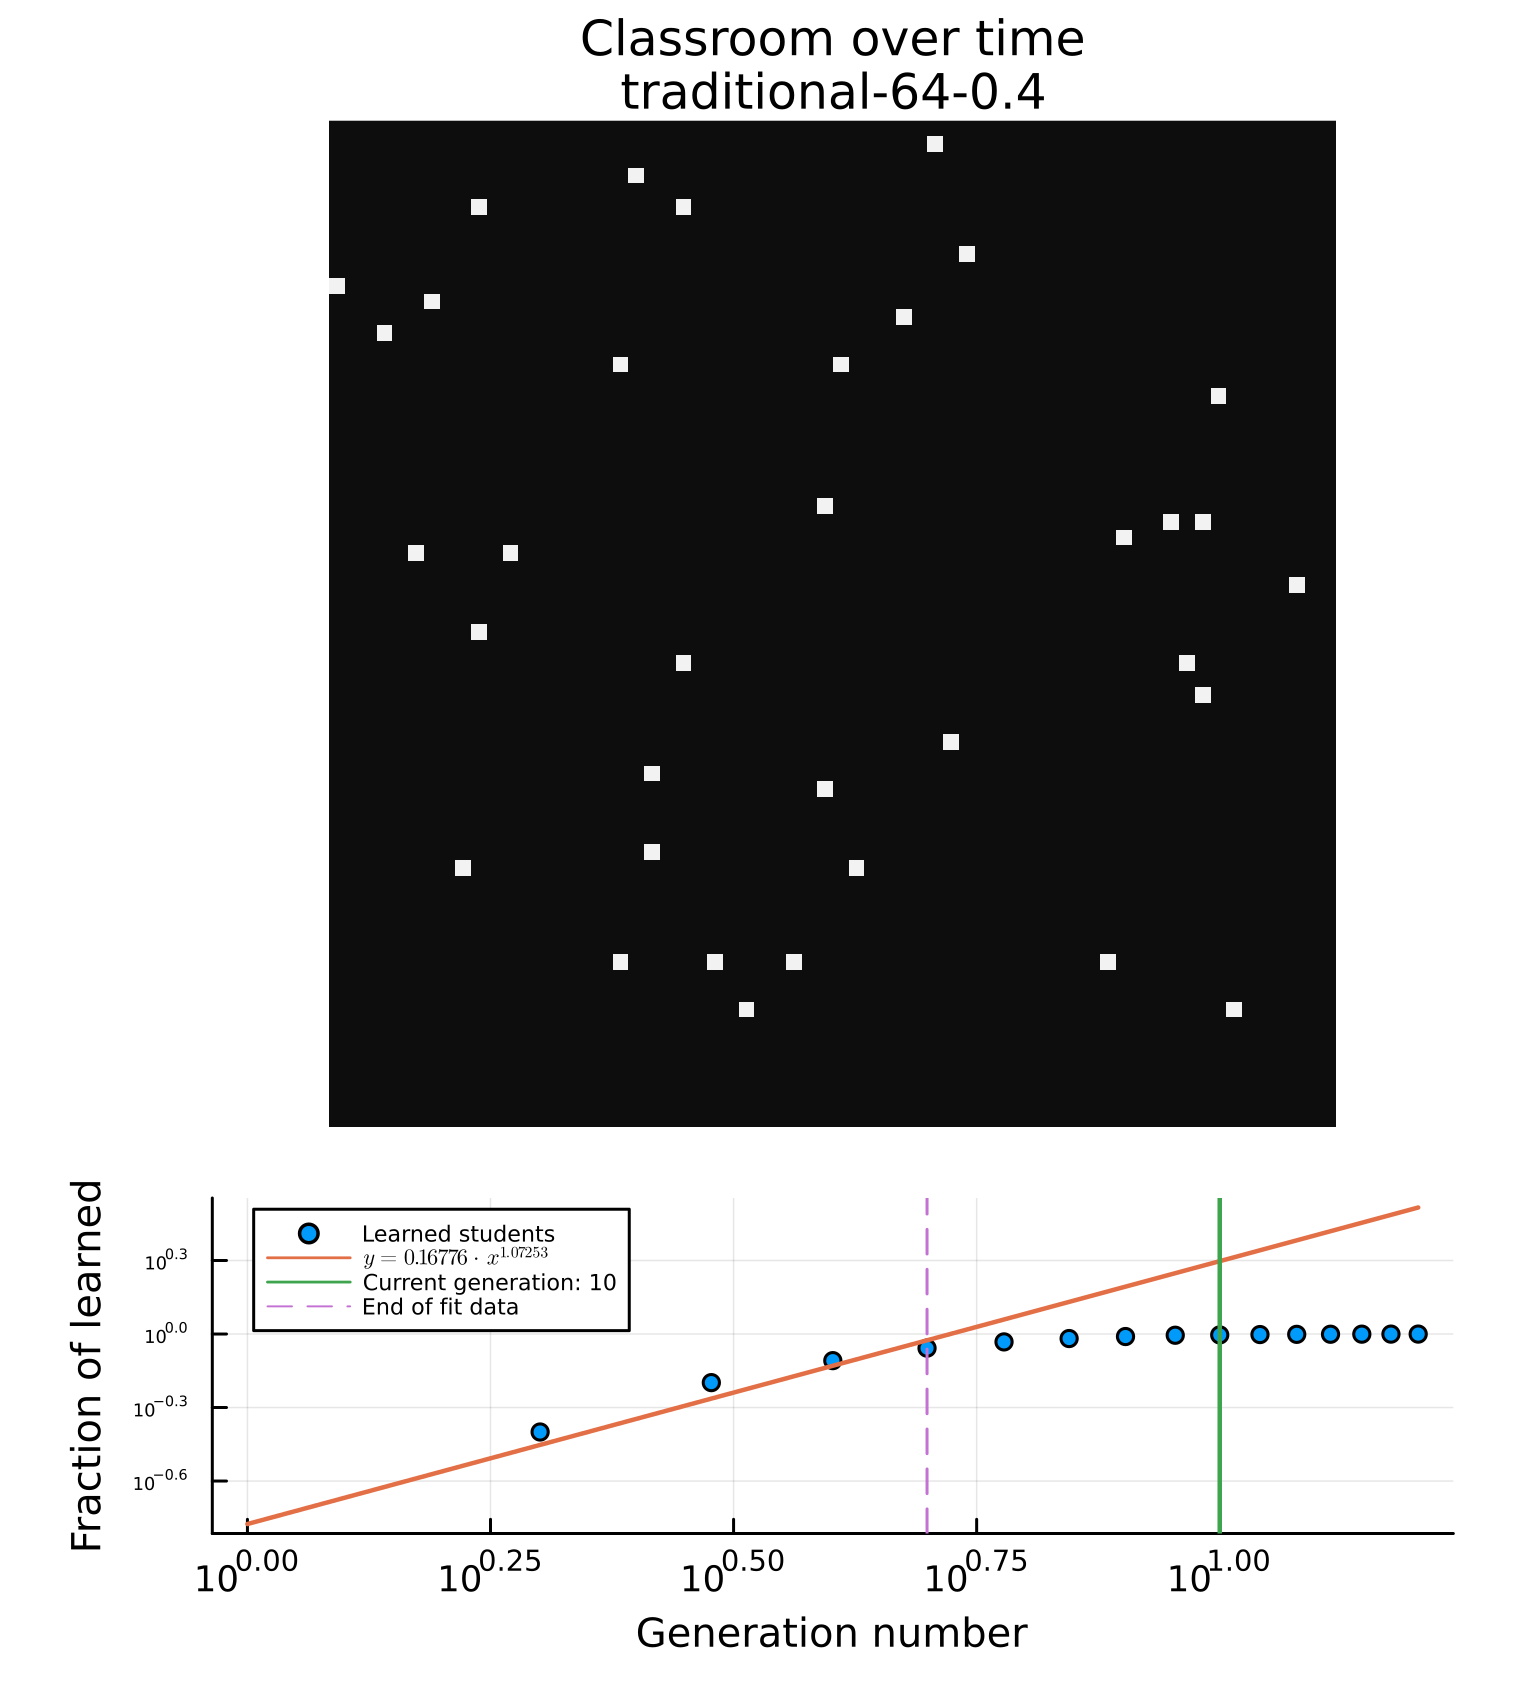 Classroom over time
traditional-64-0.4
Fraction of learned
Learned students
y = 0.16776 · x^1.07253
Current generation: 10
End of fit data
10^0.3
10^0.0
10^−0.3
10^−0.6
10^0.00 10^0.25 10^0.50 10^0.75 10^1.00
Generation number